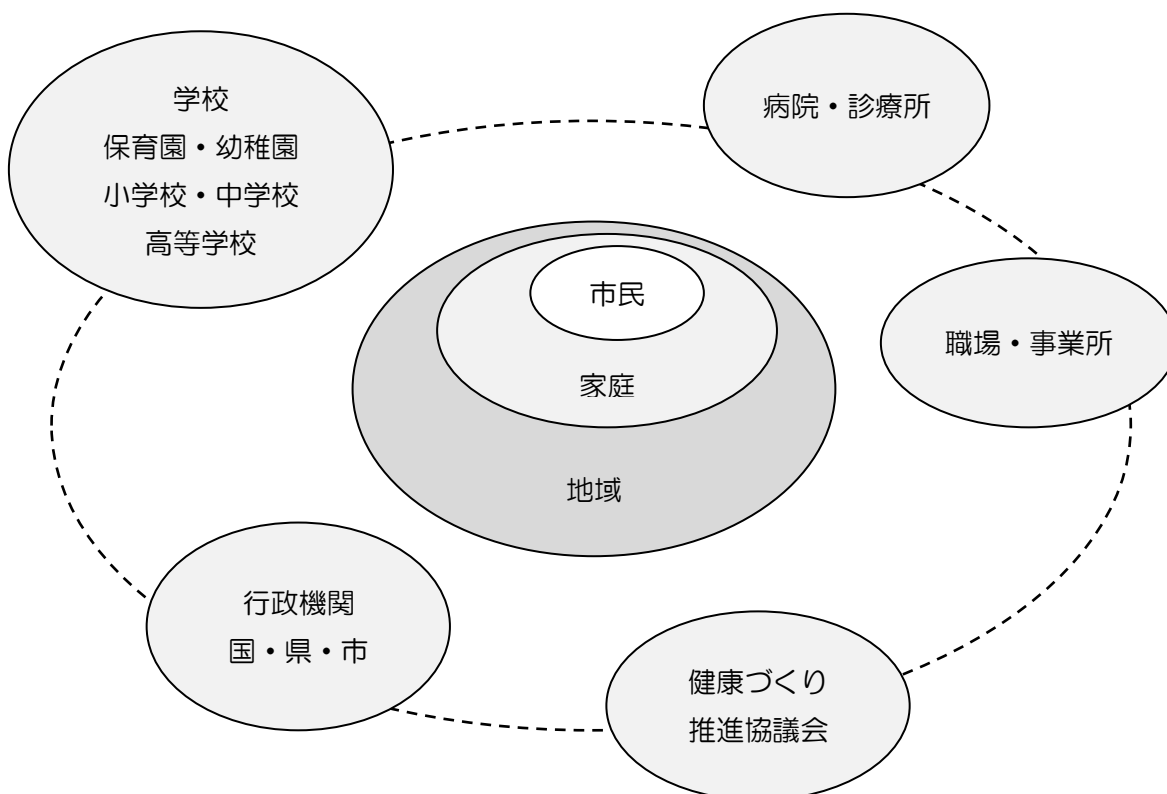 学校
保育園・幼稚園
小学校・中学校
高等学校
病院・診療所
市民
家庭
地域
職場・事業所
行政機関
国・県・市
健康づくり
推進協議会